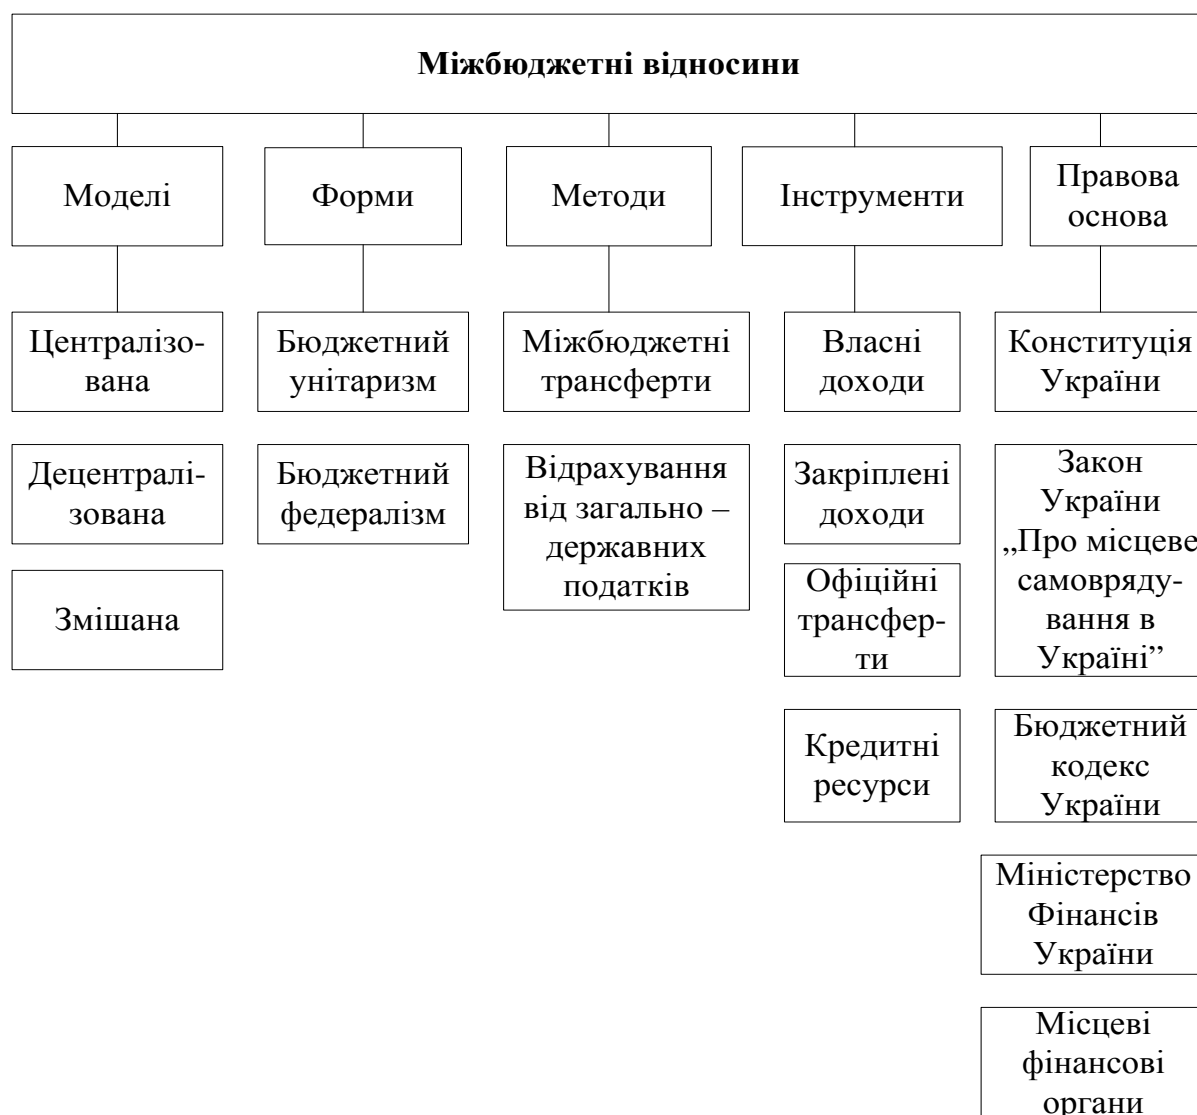 Міжбюджетні відносини
Моделі
Форми
Методи
Інструменти
Правова
основа
Централізо-
вана
Бюджетний
унітаризм
Міжбюджетні
трансферти
Власні
доходи
Конституція
України
Децентралі-
зована
Бюджетний
федералізм
Відрахування
від загально –
державних
податків
Закріплені
доходи
Закон
України
„Про місцеве
самовряду-
вання в
Україні”
Змішана
Офіційні
трансфер-
ти
Кредитні
ресурси
Бюджетний
кодекс
України
Міністерство
Фінансів
України
Місцеві
фінансові
органи